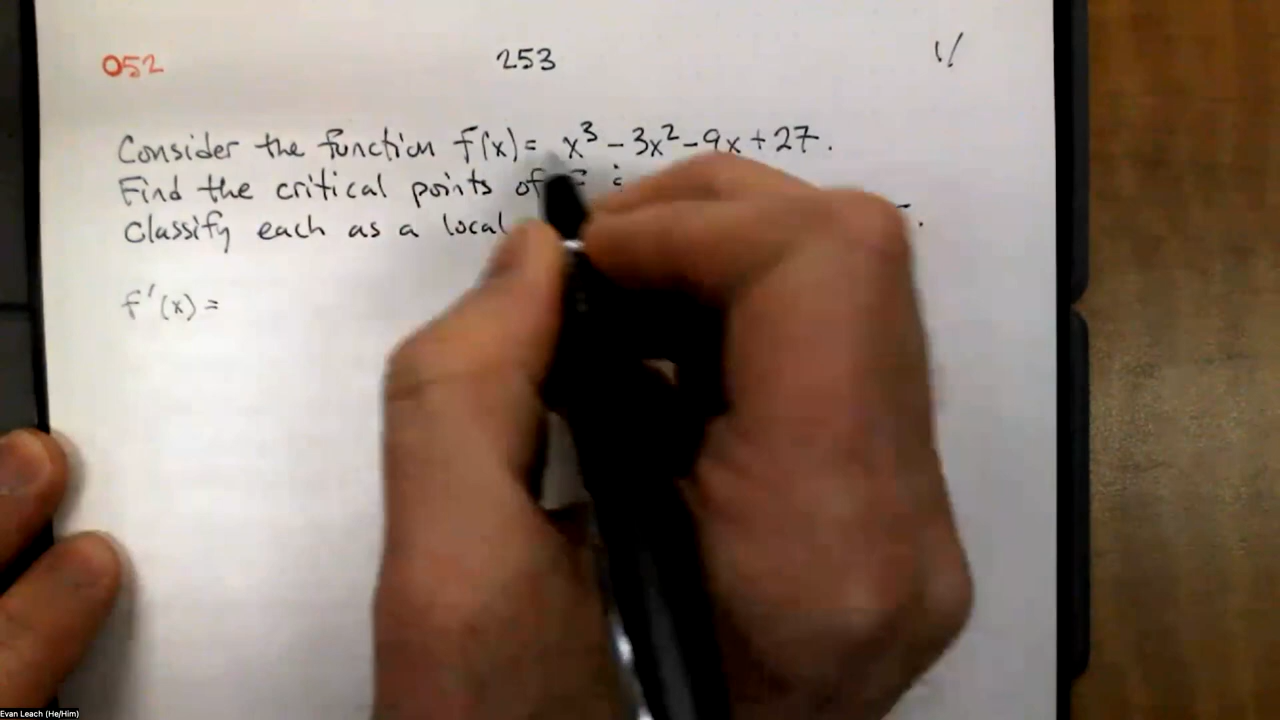 052 253 1/
Consider the function f(x)= x³ - 3x² - 9x + 27.
Find the critical points of
Classify each as a local
f'(x) =
Evan Leach (He/Him)